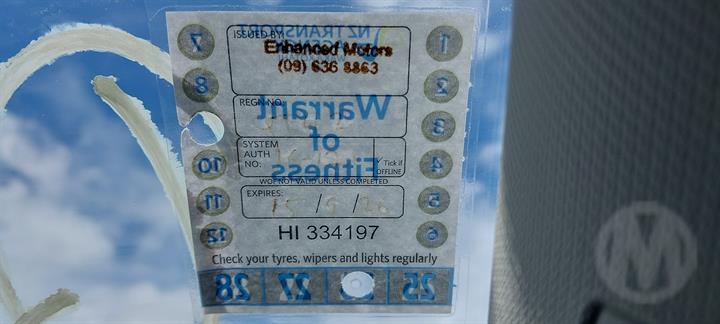 NZ TRANSPORT
ISSUED BY:
Enhanced Motors
(09) 636 8863
7 1
8 2
REGN NO:
Warrant
3
of
SYSTEM
AUTH
NO:
Tick if
OFFLINE
10 4
Fitness
WOF NOT VALID UNLESS COMPLETED
EXPIRES:
11 5
12 6
HI 334197
Check your tyres, wipers and lights regularly
28 27 25
M